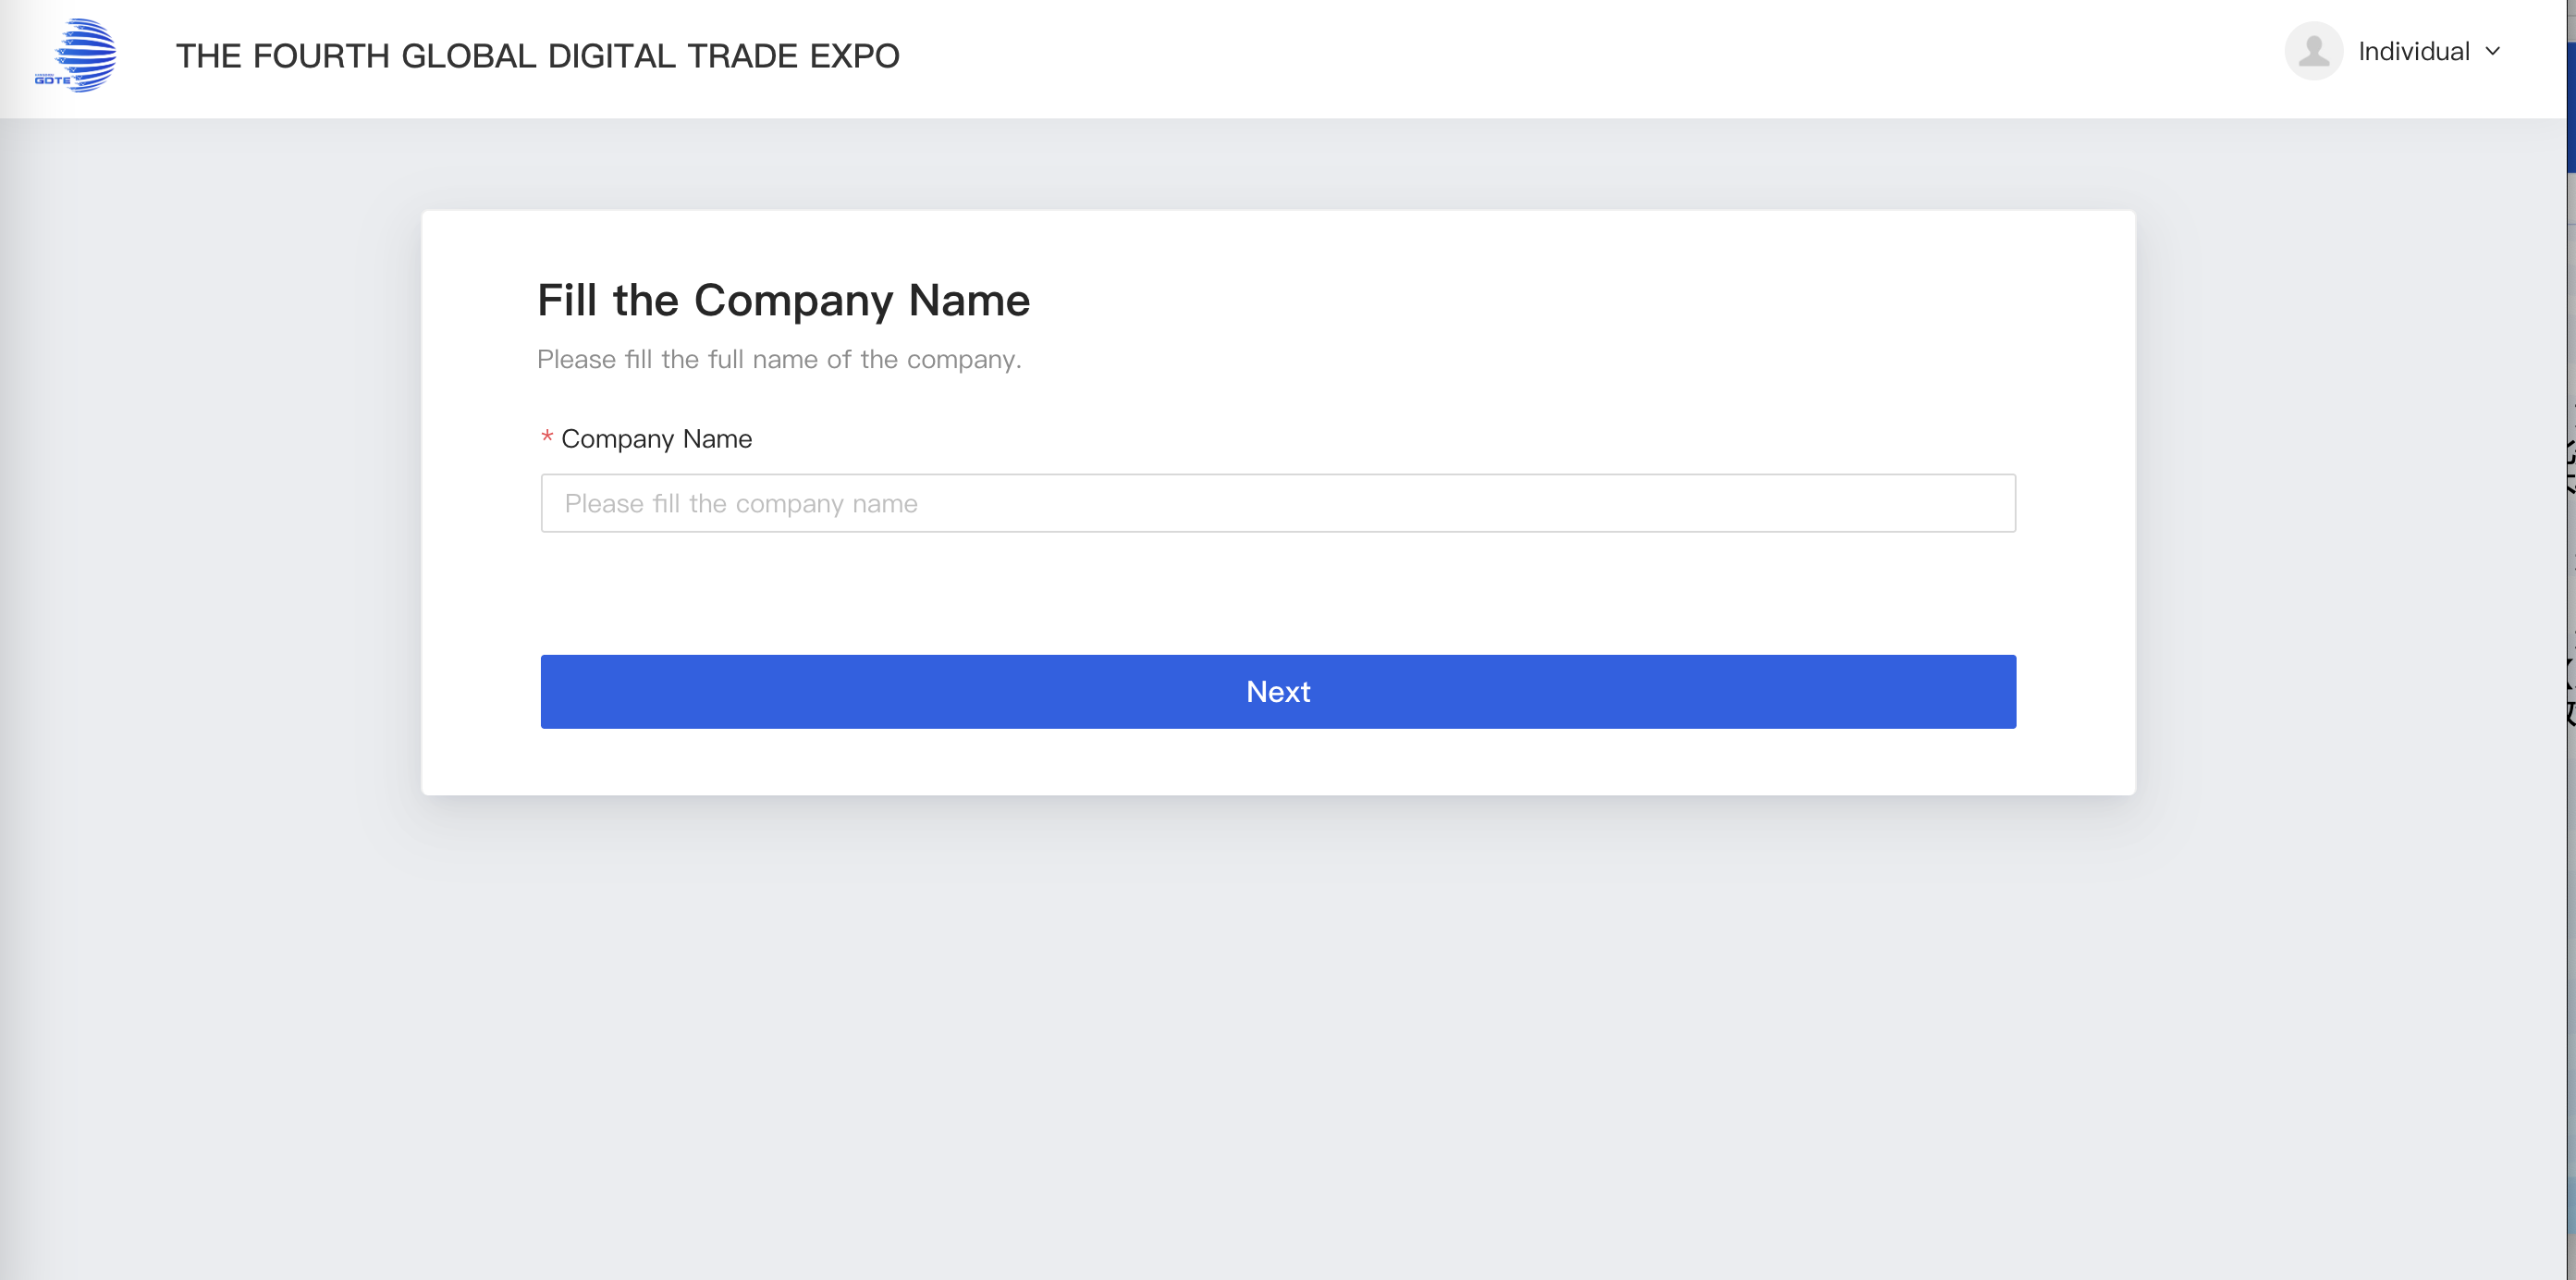 GDTE
THE FOURTH GLOBAL DIGITAL TRADE EXPO
Individual
Fill the Company Name
Please fill the full name of the company.
* Company Name
Please fill the company name
Next